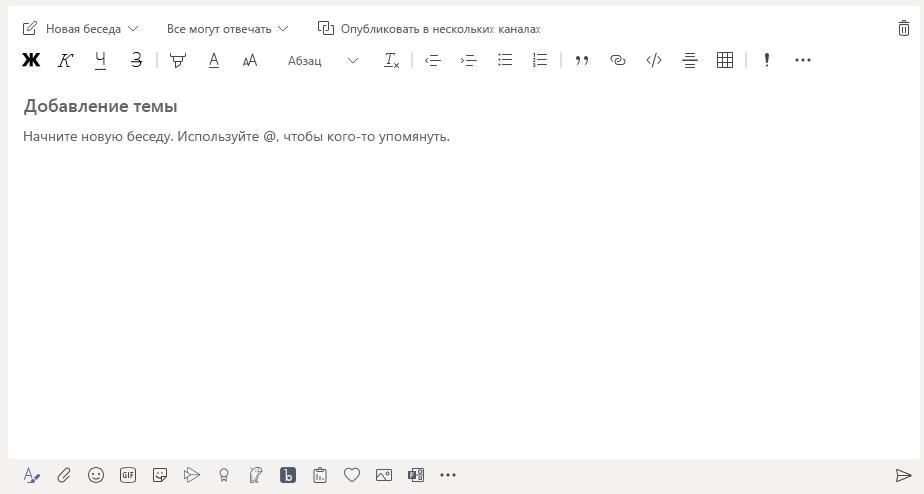 Новая беседа Все могут отвечать Опубликовать в нескольких каналах
Ж К Ч З А АА Абзац
Добавление темы
Начните новую беседу. Используйте @, чтобы кого-то упомянуть.
GIF